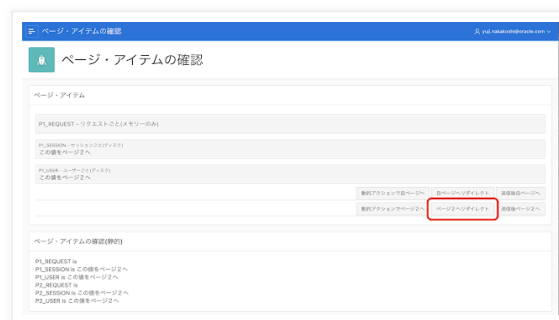 ページ・アイテムの確認
yuji.nakakoshi@oracle.com
ページ・アイテムの確認
ページ・アイテム
P1_REQUEST - リクエストごと(メモリーのみ)
P1_SESSION - セッションごと(ディスク)
この値をページ2へ
P1_USER - ユーザーごと(ディスク)
この値をページ2へ
動的アクションで自ページへ 自ページへリダイレクト 送信後自ページへ
動的アクションでページ2へ ページ2へリダイレクト 送信後ページ2へ
ページ・アイテムの確認(静的)
P1_REQUEST is
P1_SESSION is この値をページ2へ
P1_USER is この値をページ2へ
P2_REQUEST is
P2_SESSION is この値をページ2へ
P2_USER is この値をページ2へ